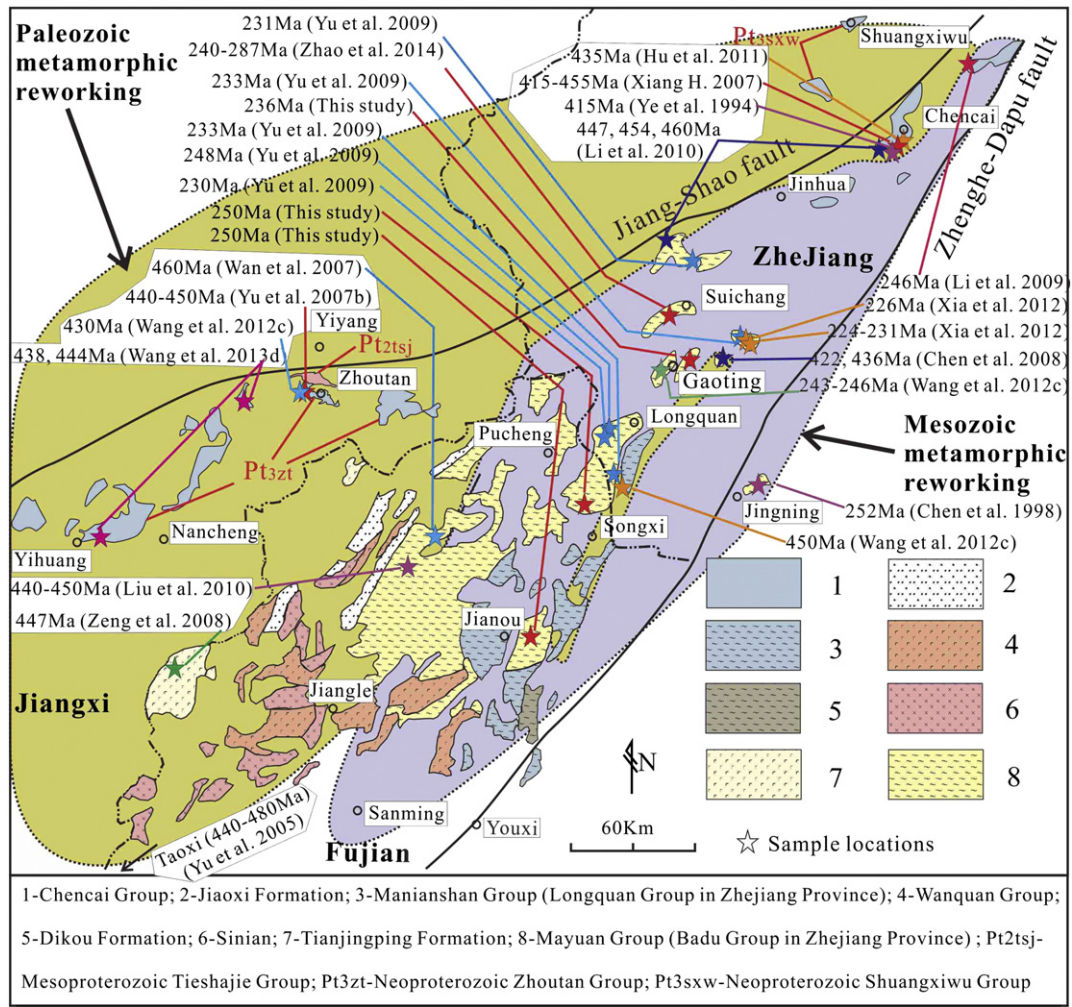 Paleozoic
metamorphic
reworking
231Ma (Yu et al. 2009)
240-287Ma (Zhao et al. 2014)
233Ma (Yu et al. 2009)
236Ma (This study)
233Ma (Yu et al. 2009)
248Ma (Yu et al. 2009)
230Ma (Yu et al. 2009)
250Ma (This study)
250Ma (This study)
Pt3sxw
Shuangxiwu
435Ma (Hu et al. 2011)
415-455Ma (Xiang H. 2007)
415Ma (Ye et al. 1994)
447, 454, 460Ma
(Li et al. 2010)
Chencai
Jiang-Shao fault
Jinhua
Zhenghe-Dapu fault
ZheJiang
460Ma (Wan et al. 2007)
440-450Ma (Yu et al. 2007b)
430Ma (Wang et al. 2012c)
438, 444Ma (Wang et al. 2013d)
Yiyang
Pt2tsj
Zhoutan
Pt3zt
Suichang
246Ma (Li et al. 2009)
226Ma (Xia et al. 2012)
224-231Ma (Xia et al. 2012)
422, 436Ma (Chen et al. 2008)
243-246Ma (Wang et al. 2012c)
Gaoting
Longquan
Pucheng
Mesozoic
metamorphic
reworking
Jingning
252Ma (Chen et al. 1998)
450Ma (Wang et al. 2012c)
Songxi
Nancheng
Yihuang
440-450Ma (Liu et al. 2010)
447Ma (Zeng et al. 2008)
Jianou
Jiangxi
Jiangle
1
2
3
4
5
6
7
8
N
60Km
Sample locations
Sanming
Youxi
Fujian
Taoxi (440-480Ma)
(Yu et al. 2005)
1-Chencai Group; 2-Jiaoxi Formation; 3-Manianshan Group (Longquan Group in Zhejiang Province); 4-Wanquan Group;
5-Dikou Formation; 6-Sinian; 7-Tianjingping Formation; 8-Mayuan Group (Badu Group in Zhejiang Province) ; Pt2tsj-
Mesoproterozoic Tieshajie Group; Pt3zt-Neoproterozoic Zhoutan Group; Pt3sxw-Neoproterozoic Shuangxiwu Group